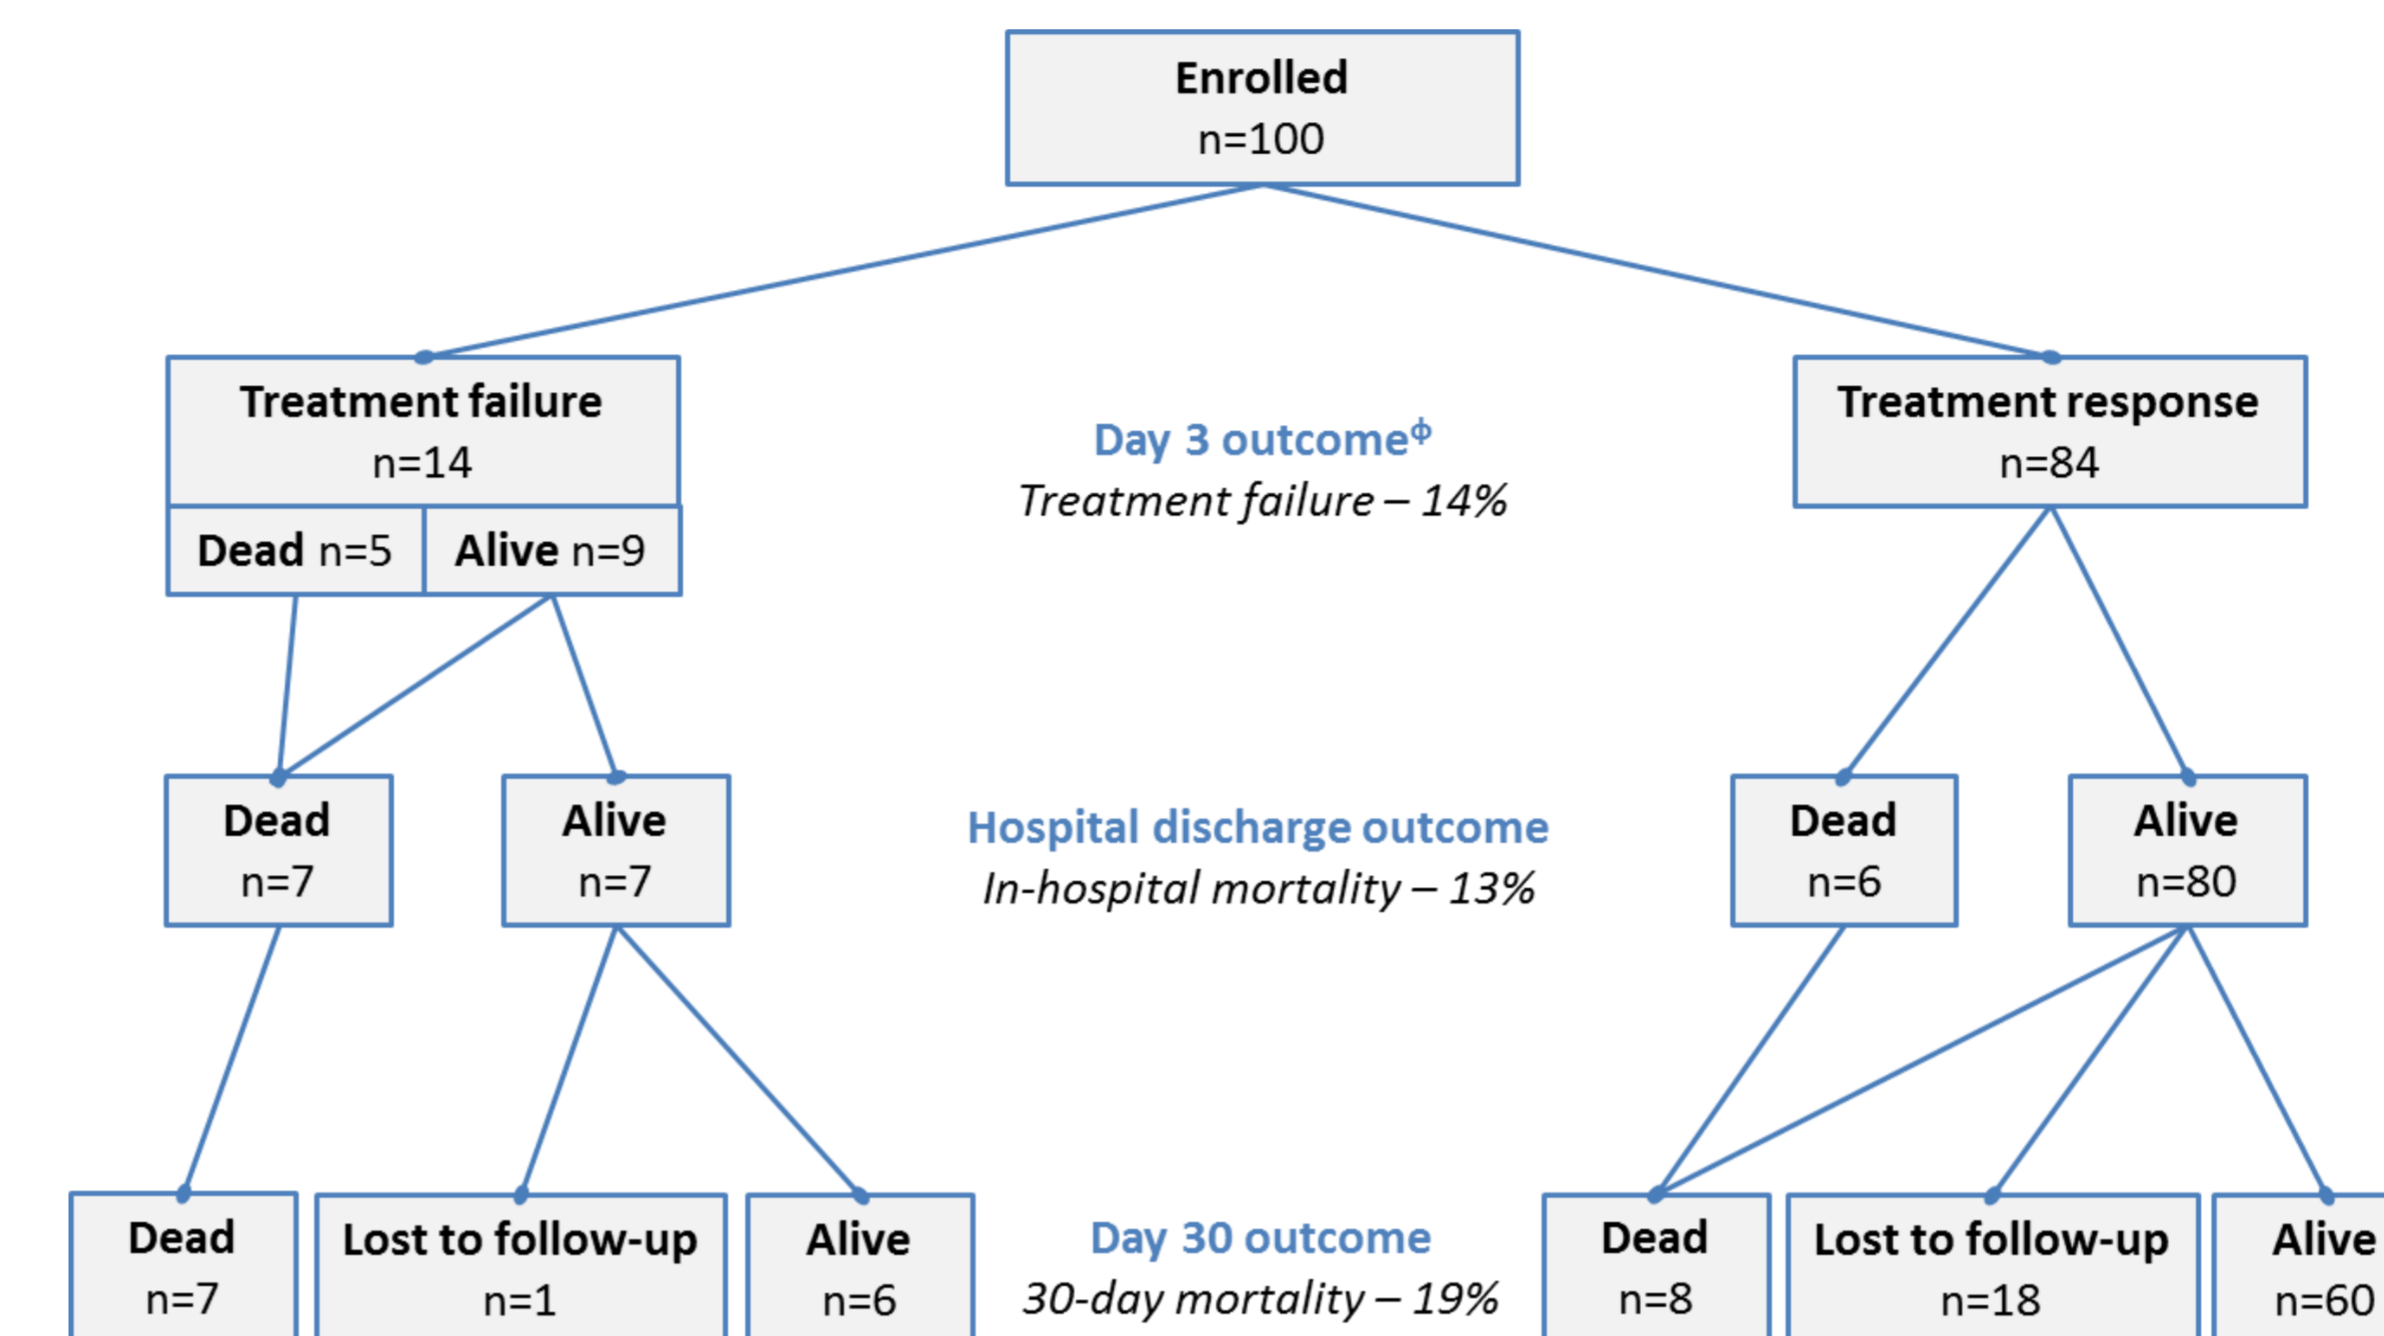 Enrolled
n=100
Treatment failure
n=14
Dead n=5
Alive n=9
Day 3 outcome^ϕ
Treatment failure – 14%
Treatment response
n=84
Dead
n=7
Alive
n=7
Hospital discharge outcome
In-hospital mortality – 13%
Dead
n=6
Alive
n=80
Dead
n=7
Lost to follow-up
n=1
Alive
n=6
Day 30 outcome
30-day mortality – 19%
Dead
n=8
Lost to follow-up
n=18
Alive
n=60